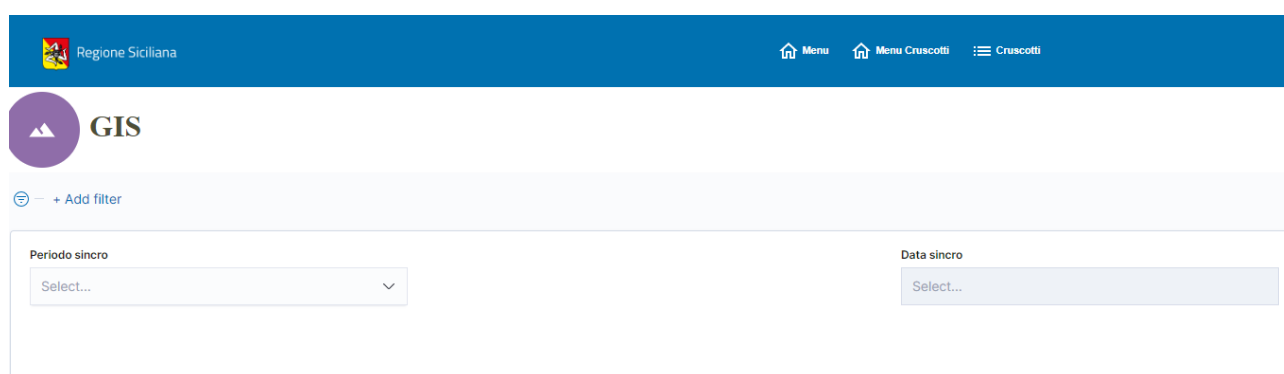 Regione Siciliana
Menu Menu Cruscotti Cruscotti
GIS
+ Add filter
Periodo sincro Data sincro
Select... Select...